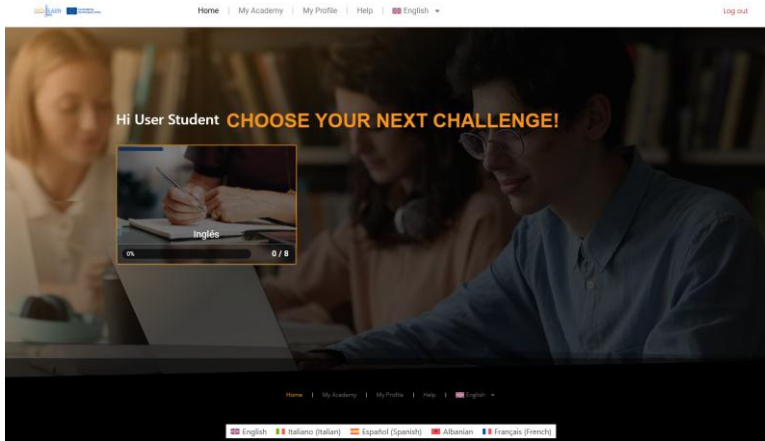 Home | My Academy | My Profile | Help | English
Log out
Hi User Student CHOOSE YOUR NEXT CHALLENGE!
Inglés
0% 0 / 8
Home | My Academy | My Profile | Help | English
English Italiano (Italian) Español (Spanish) Albanian Français (French)